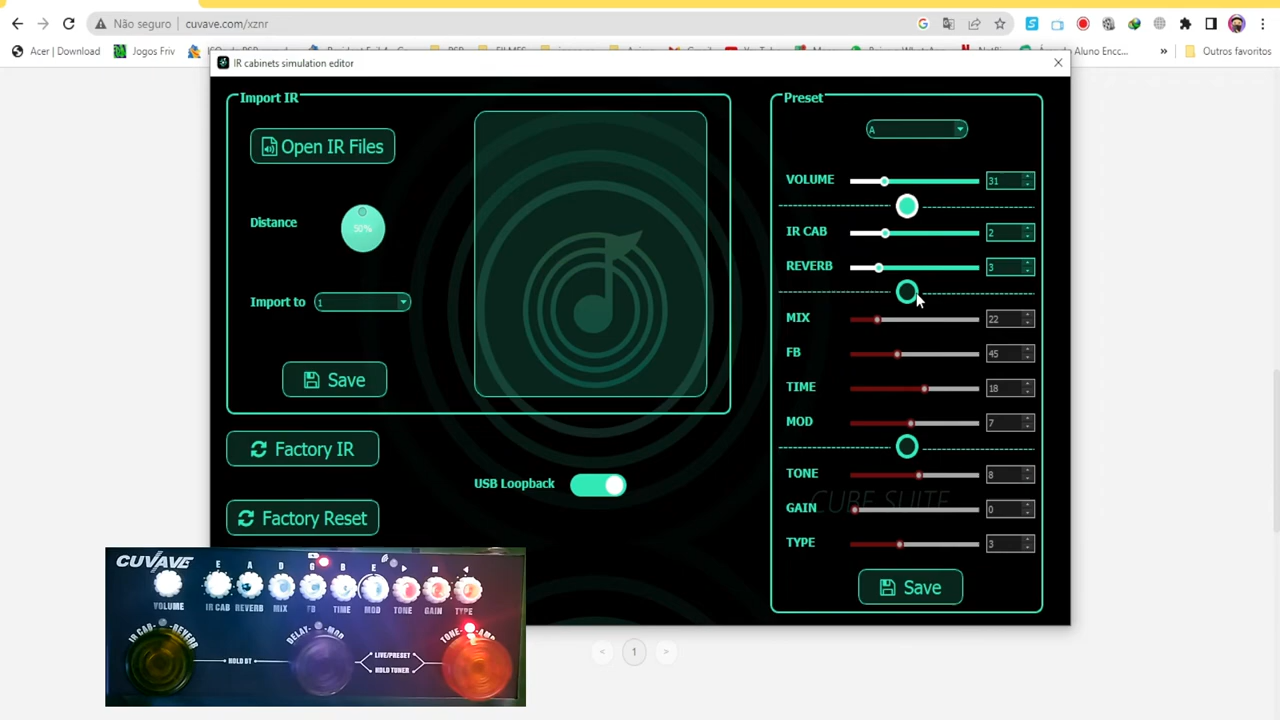 Não seguro
cuvave.com/xznr
Acer | Download
Jogos Friv
Aluno Encc...
»
Outros favoritos
IR cabinets simulation editor
Import IR
Open IR Files
Distance
50%
Import to
1
Save
Factory IR
Factory Reset
USB Loopback
Preset
A
VOLUME
31
IR CAB
2
REVERB
3
MIX
22
FB
45
TIME
18
MOD
7
TONE
8
CUBE SUITE
GAIN
0
TYPE
3
Save
< 1 >
CUVAVE
E A D G B E
VOLUME IR CAB REVERB MIX FB TIME MOD TONE GAIN TYPE
IR CAB- -REVERB
DELAY- -MOD
TONE-
HOLD BT
LIVE/PRESET
HOLD TUNER